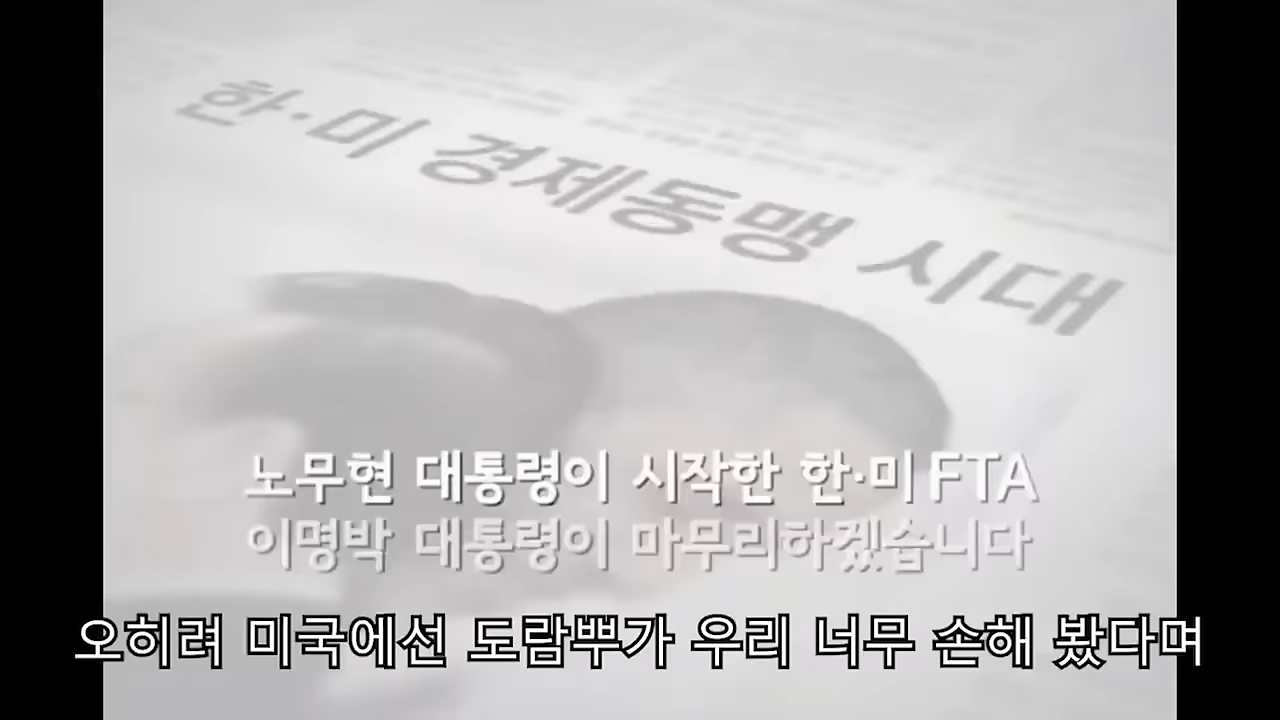 한·미 경제동맹 시대
노무현 대통령이 시작한 한·미 FTA
이명박 대통령이 마무리하겠습니다
오히려 미국에선 도람뿌가 우리 너무 손해 봤다며